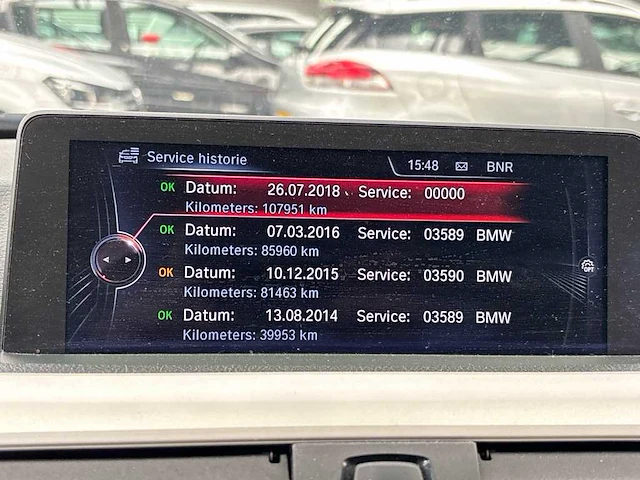 Service historie
15:48 BNR
OK Datum: 26.07.2018 Service: 00000
Kilometers: 107951 km
OK Datum: 07.03.2016 Service: 03589 BMW
Kilometers: 85960 km
OK Datum: 10.12.2015 Service: 03590 BMW
Kilometers: 81463 km
OK Datum: 13.08.2014 Service: 03589 BMW
Kilometers: 39953 km
OPT